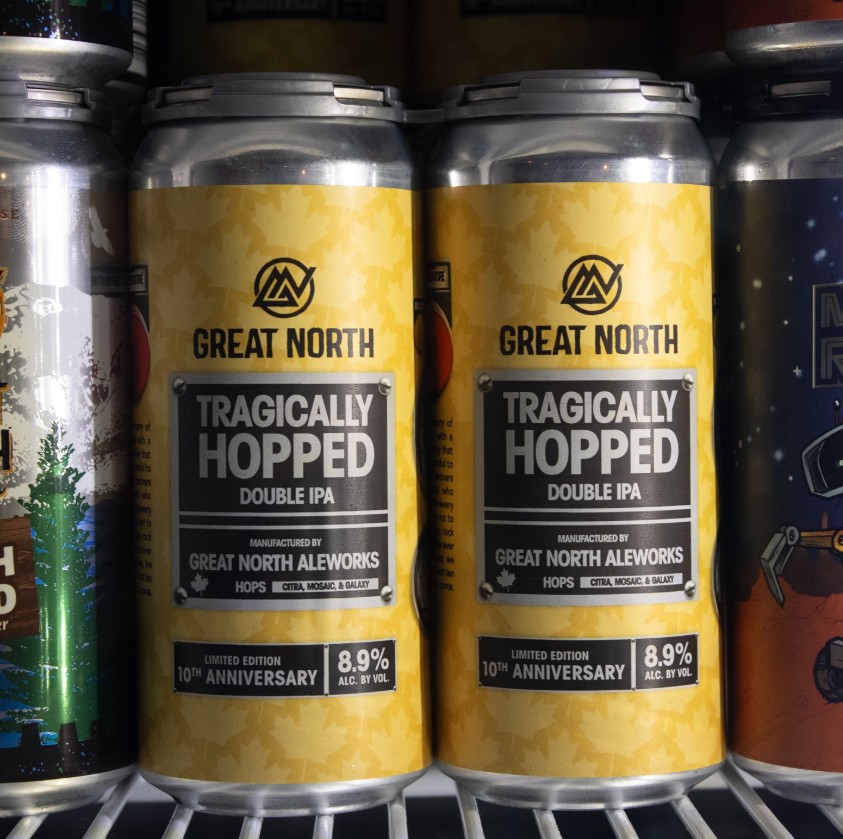 ANNIVERSARY
GREAT NORTH
TRAGICALLY
HOPPED
DOUBLE IPA
MANUFACTURED BY
GREAT NORTH ALEWORKS
HOPS CITRA, MOSAIC, & GALAXY
LIMITED EDITION
10TH ANNIVERSARY
8.9%
ALC. BY VOL.
GREAT NORTH
TRAGICALLY
HOPPED
DOUBLE IPA
MANUFACTURED BY
GREAT NORTH ALEWORKS
HOPS CITRA, MOSAIC, & GALAXY
LIMITED EDITION
10TH ANNIVERSARY
8.9%
ALC. BY VOL.